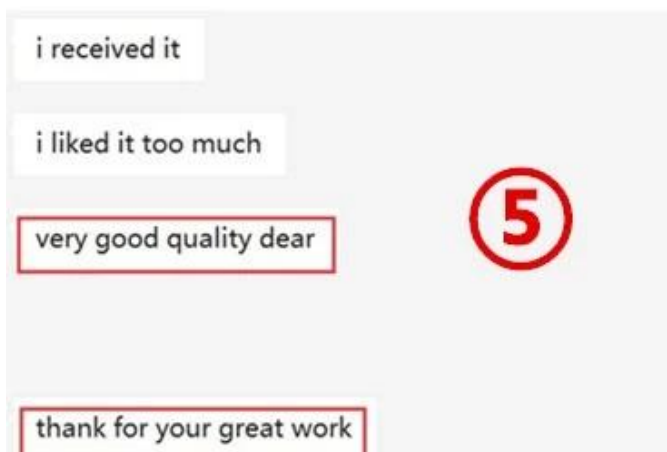 i received it
i liked it too much
very good quality dear
5
thank for your great work